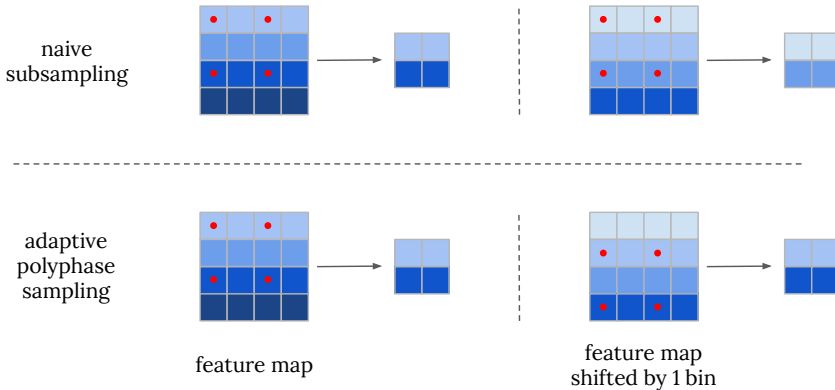 naive
subsampling
adaptive
polyphase
sampling
feature map
feature map
shifted by 1 bin